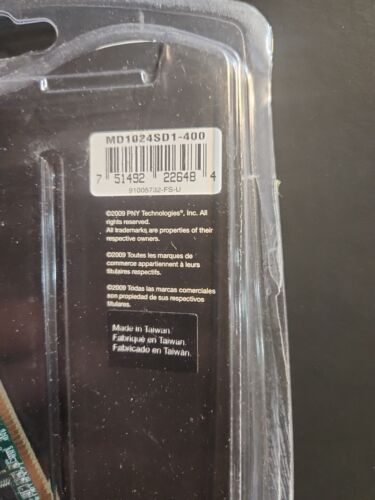 MD1024SD1-400
7 51492 22648 4
91005732-FS-U
©2009 PNY Technologies®, Inc. All
rights reserved.
All trademarks are properties of their
respective owners.
©2009 Toutes les marques de
commerce appartiennent à leurs
titulaires respectifs.
©2009 Todas las marcas comerciales
son propiedad de sus respectivos
titulares.
Made in Taiwan.
Fabriqué en Taiwan.
Fabricado en Taiwán.